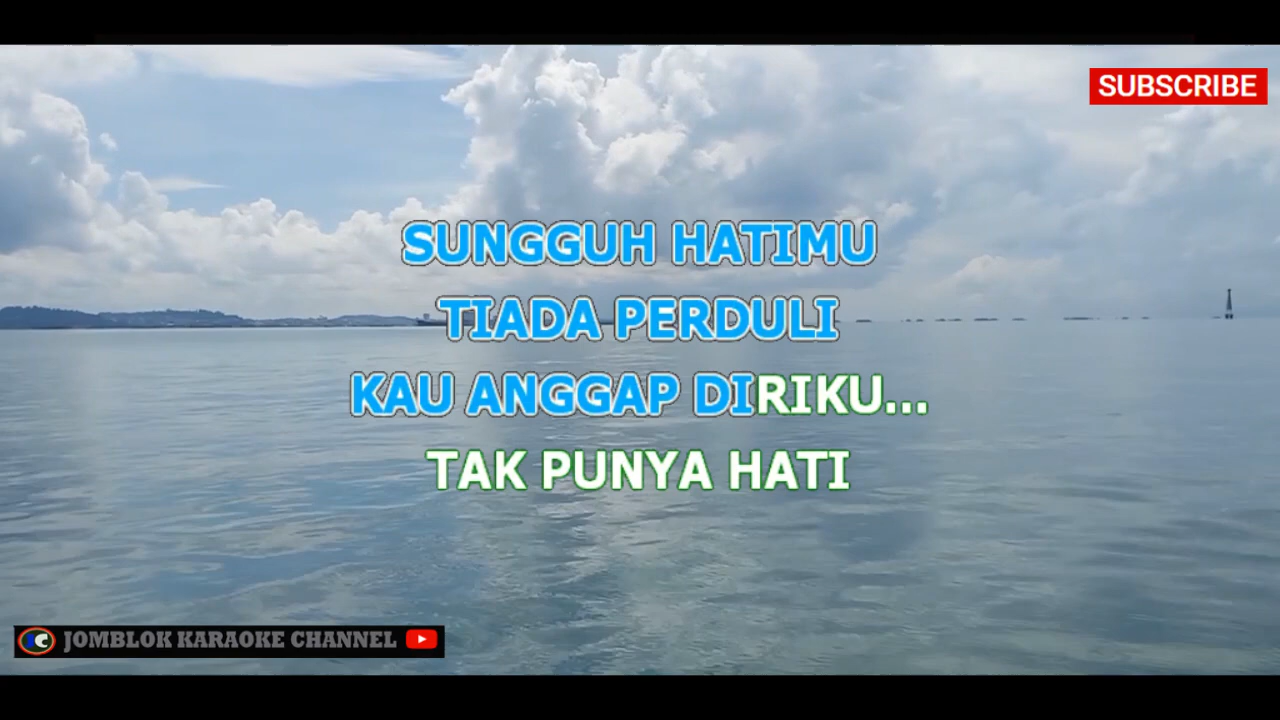 SUBSCRIBE
SUNGGUH HATIMU
TIADA PERDULI
KAU ANGGAP DIRIKU...
TAK PUNYA HATI
JOMBLOK KARAOKE CHANNEL